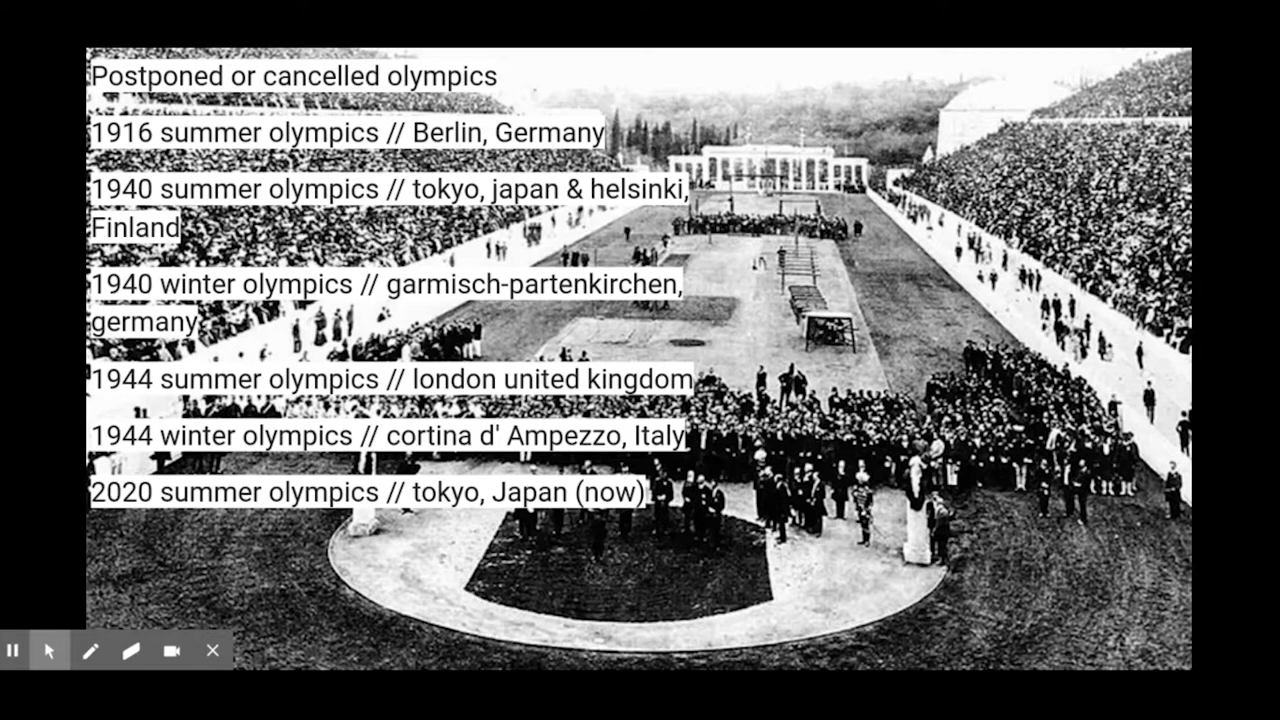 Postponed or cancelled olympics
1916 summer olympics // Berlin, Germany
1940 summer olympics // tokyo, japan & helsinki,
Finland
1940 winter olympics // garmisch-partenkirchen,
germany
1944 summer olympics // london united kingdom
1944 winter olympics // cortina d' Ampezzo, Italy
2020 summer olympics // tokyo, Japan (now)